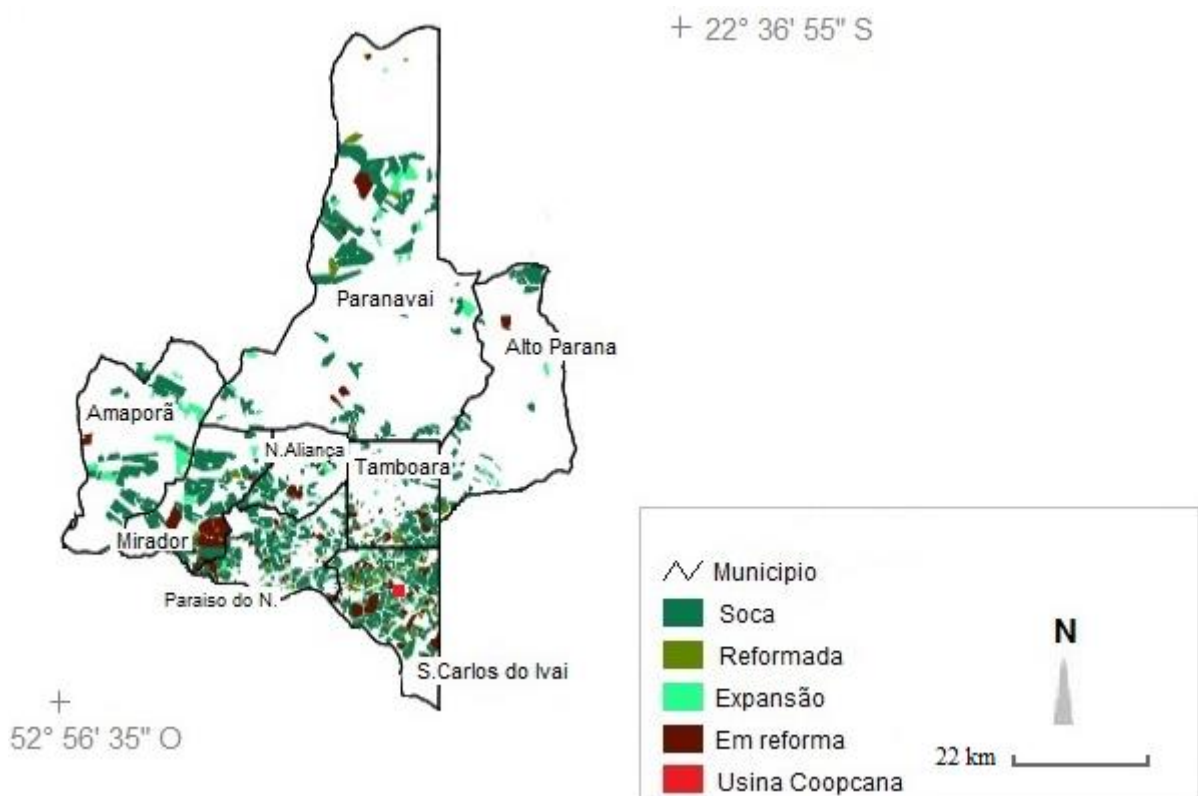 + 22° 36' 55" S
Paranavai
Alto Parana
Amaporã
N.Aliança
Tamboara
Mirador
Paraiso do N.
S.Carlos do Ivai
+
52° 56' 35" O
Municipio
Soca
Reformada
Expansão
Em reforma
Usina Coopcana
N
22 km